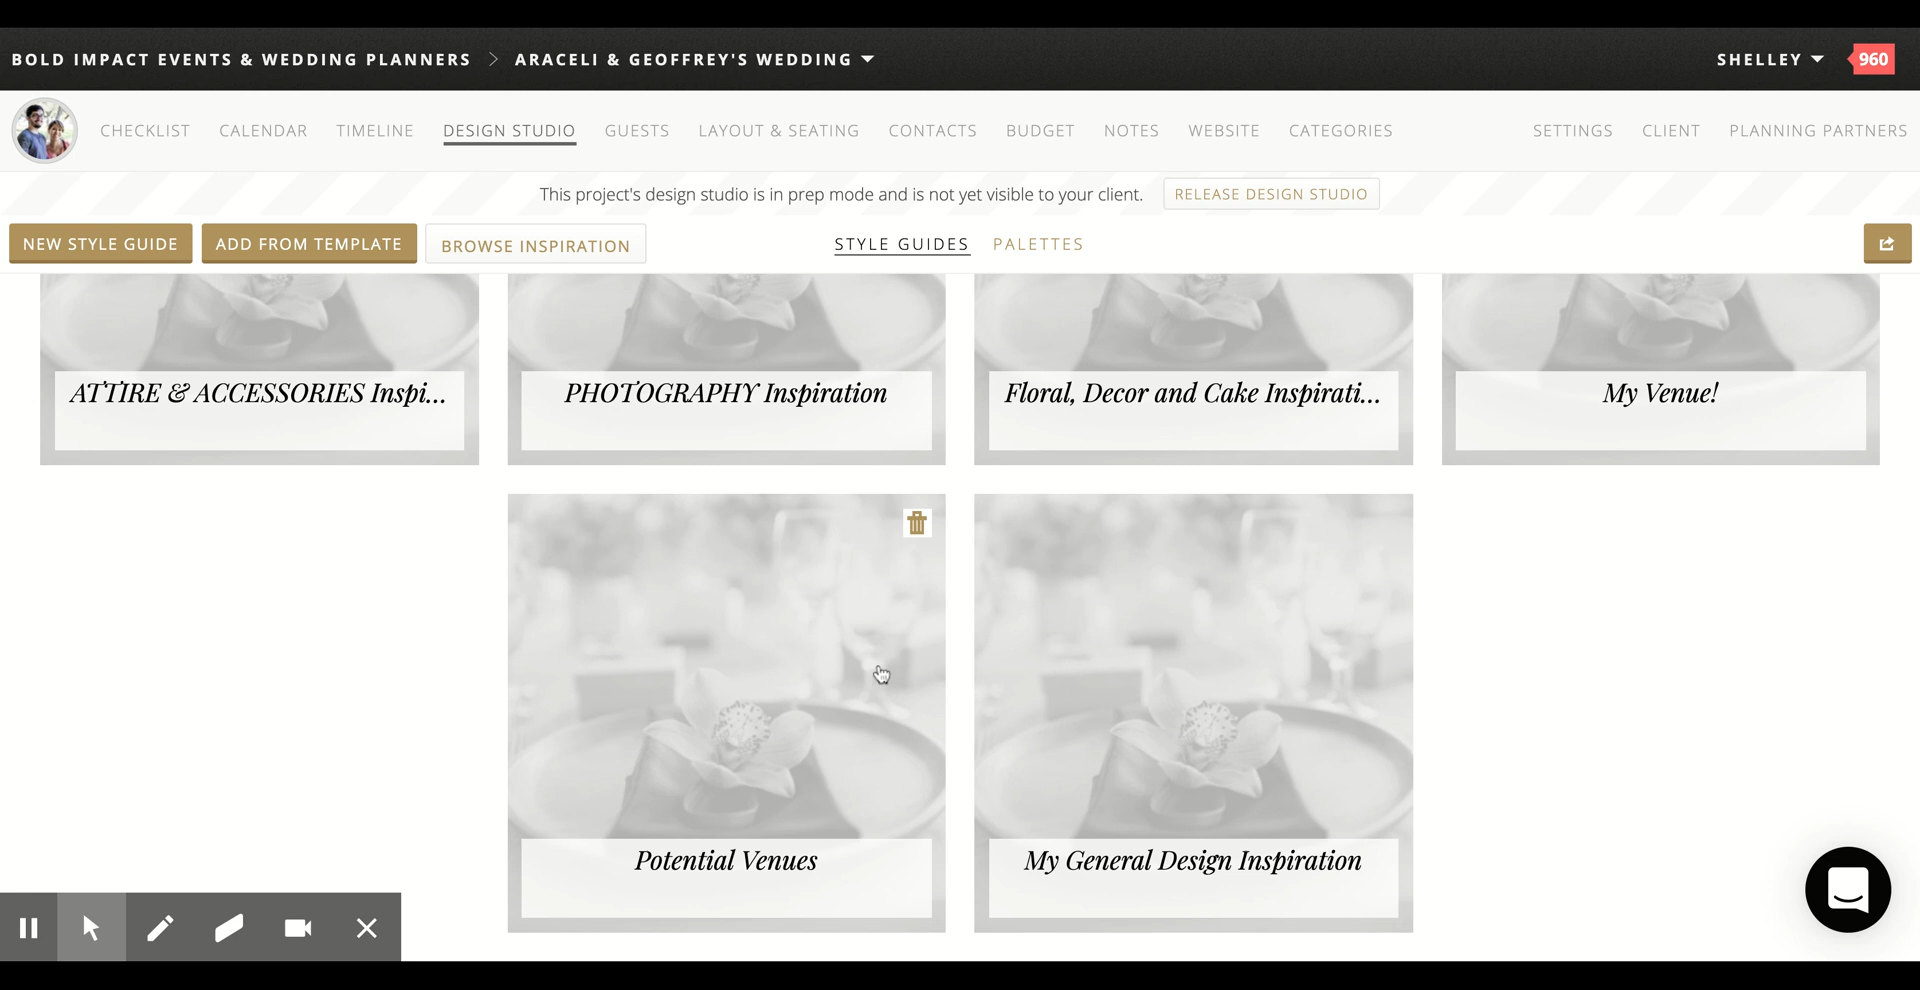 BOLD IMPACT EVENTS & WEDDING PLANNERS > ARACELI & GEOFFREY'S WEDDING
SHELLEY 960
CHECKLIST CALENDAR TIMELINE DESIGN STUDIO GUESTS LAYOUT & SEATING CONTACTS BUDGET NOTES WEBSITE CATEGORIES SETTINGS CLIENT PLANNING PARTNERS
This project's design studio is in prep mode and is not yet visible to your client. RELEASE DESIGN STUDIO
NEW STYLE GUIDE ADD FROM TEMPLATE BROWSE INSPIRATION STYLE GUIDES PALETTES
ATTIRE & ACCESSORIES Inspi...
PHOTOGRAPHY Inspiration
Floral, Decor and Cake Inspirati...
My Venue!
Potential Venues
My General Design Inspiration